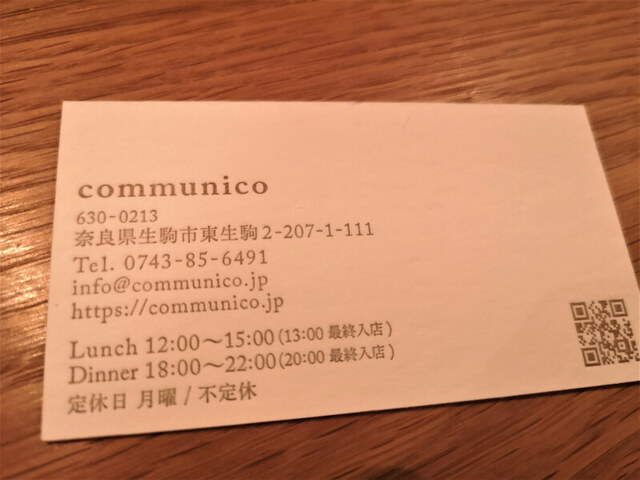 communico
630-0213
奈良県生駒市東生駒2-207-1-111
Tel. 0743-85-6491
info@communico.jp
https://communico.jp
Lunch 12:00～15:00(13:00 最終入店)
Dinner 18:00～22:00(20:00 最終入店)
定休日 月曜 / 不定休